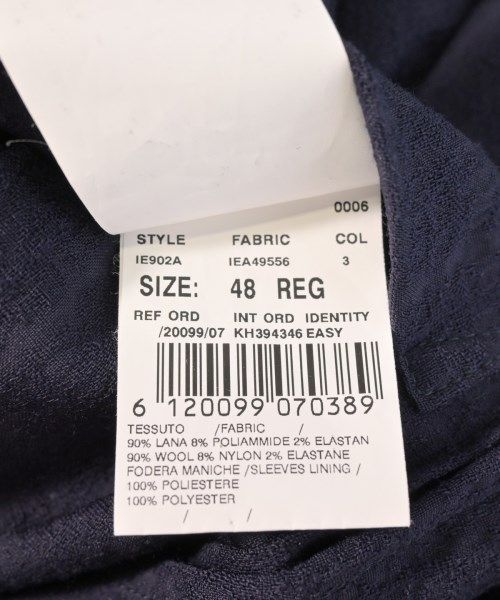 0006
STYLE FABRIC COL
IE902A IEA49556 3
SIZE: 48 REG
REF ORD INT ORD IDENTITY
/20099/07 KH394346 EASY
6 120099 070389
TESSUTO /FABRIC /
90% LANA 8% POLIAMMIDE 2% ELASTAN
90% WOOL 8% NYLON 2% ELASTANE
FODERA MANICHE /SLEEVES LINING /
100% POLIESTERE
100% POLYESTER
/ /